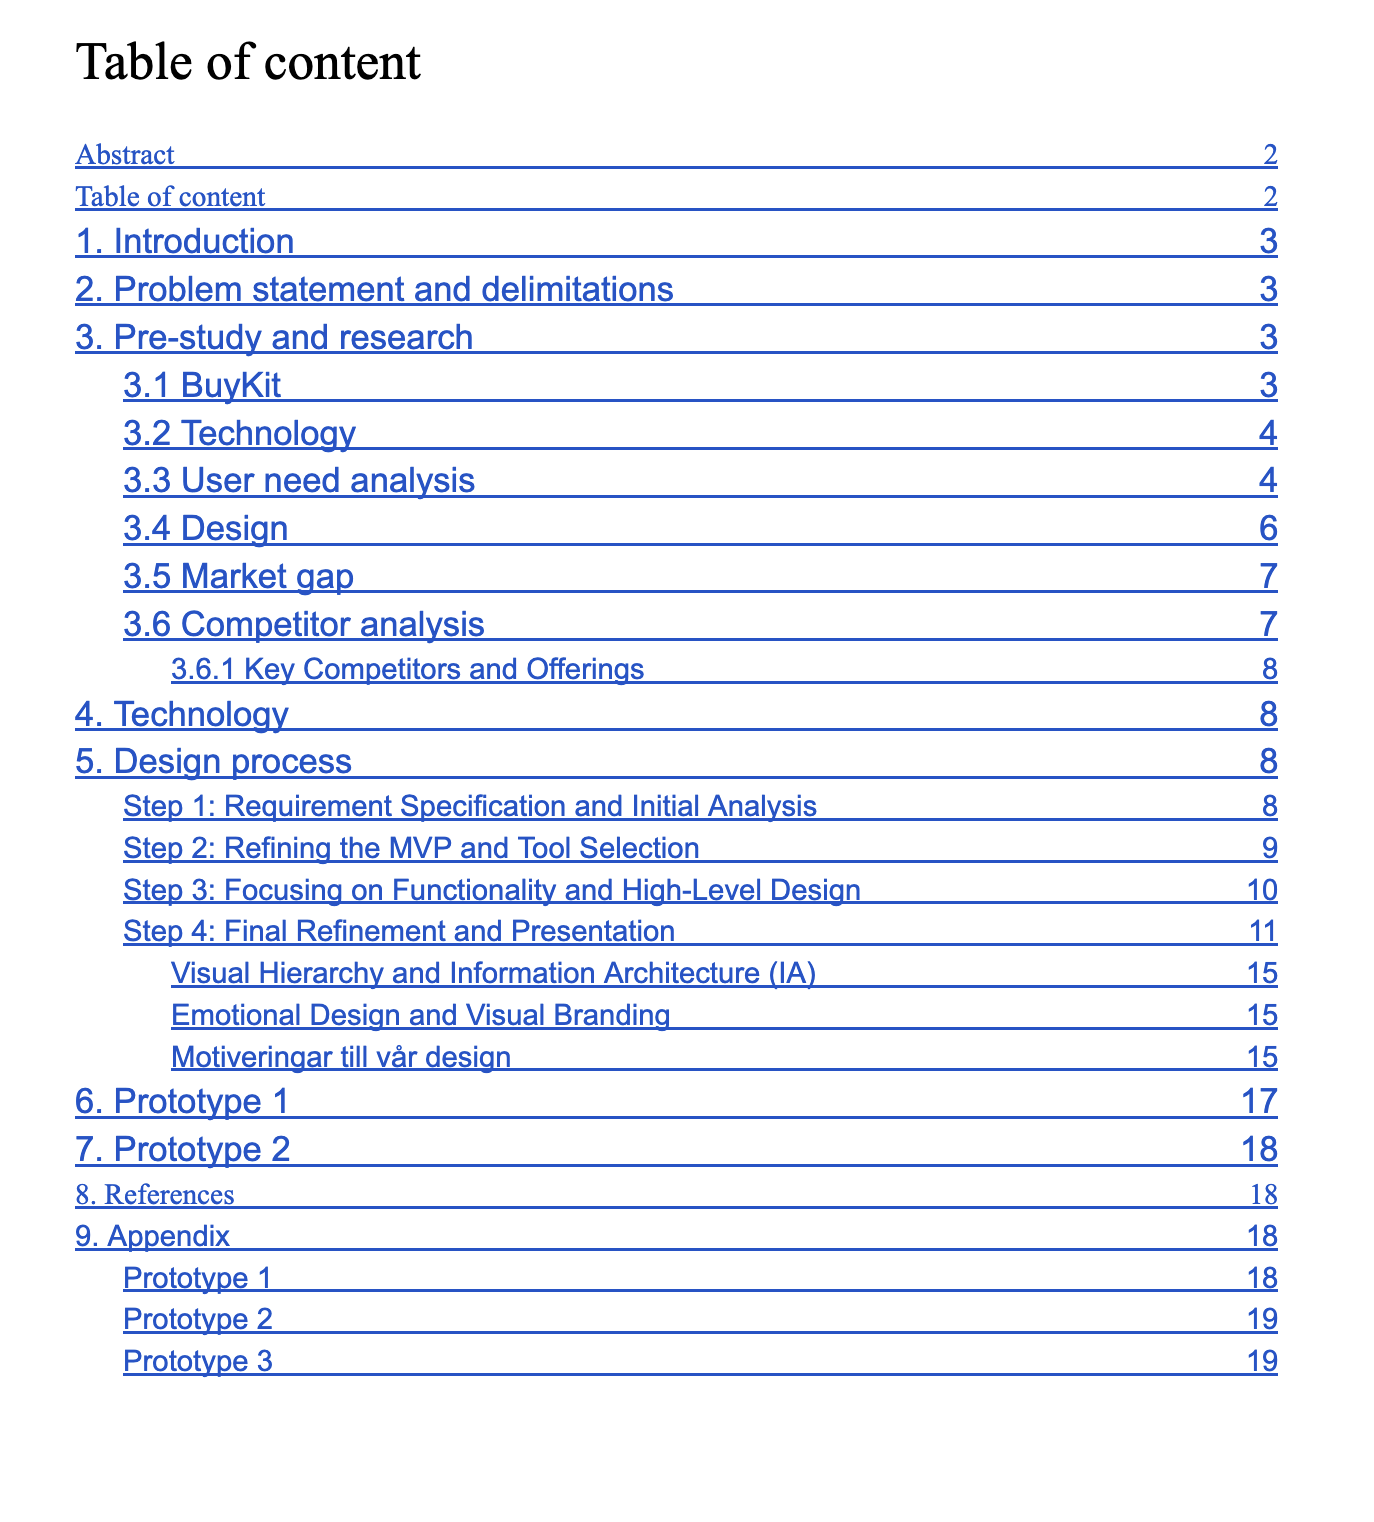 Table of content
Abstract 2
Table of content 2
1. Introduction 3
2. Problem statement and delimitations 3
3. Pre-study and research 3
3.1 BuyKit 3
3.2 Technology 4
3.3 User need analysis 4
3.4 Design 6
3.5 Market gap 7
3.6 Competitor analysis 7
3.6.1 Key Competitors and Offerings 8
4. Technology 8
5. Design process 8
Step 1: Requirement Specification and Initial Analysis 8
Step 2: Refining the MVP and Tool Selection 9
Step 3: Focusing on Functionality and High-Level Design 10
Step 4: Final Refinement and Presentation 11
Visual Hierarchy and Information Architecture (IA) 15
Emotional Design and Visual Branding 15
Motiveringar till vår design 15
6. Prototype 1 17
7. Prototype 2 18
8. References 18
9. Appendix 18
Prototype 1 18
Prototype 2 19
Prototype 3 19